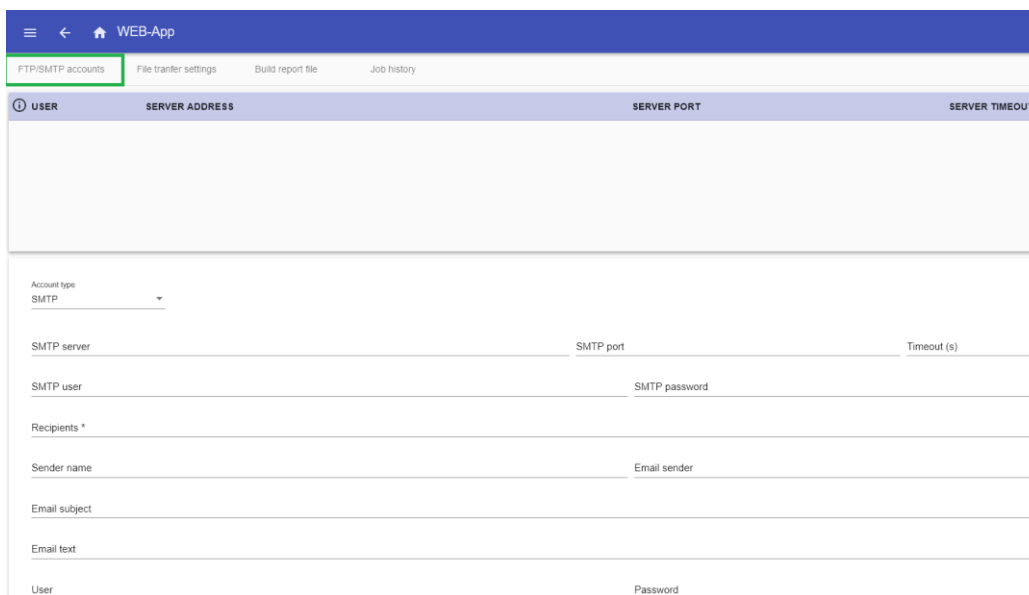 WEB-App
FTP/SMTP accounts File tranfer settings Build report file Job history
USER SERVER ADDRESS SERVER PORT SERVER TIMEOU
Account type
SMTP
SMTP server SMTP port Timeout (s)
SMTP user SMTP password
Recipients *
Sender name Email sender
Email subject
Email text
User Password